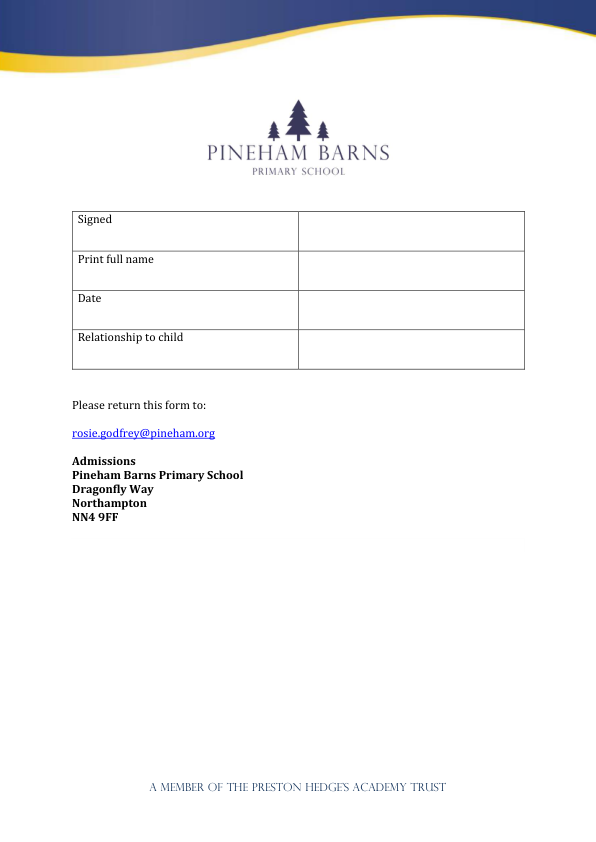 PINEHAM BARNS
PRIMARY SCHOOL
Signed
Print full name
Date
Relationship to child
Please return this form to:
rosie.godfrey@pineham.org
Admissions
Pineham Barns Primary School
Dragonfly Way
Northampton
NN4 9FF
A MEMBER OF THE PRESTON HEDGE'S ACADEMY TRUST